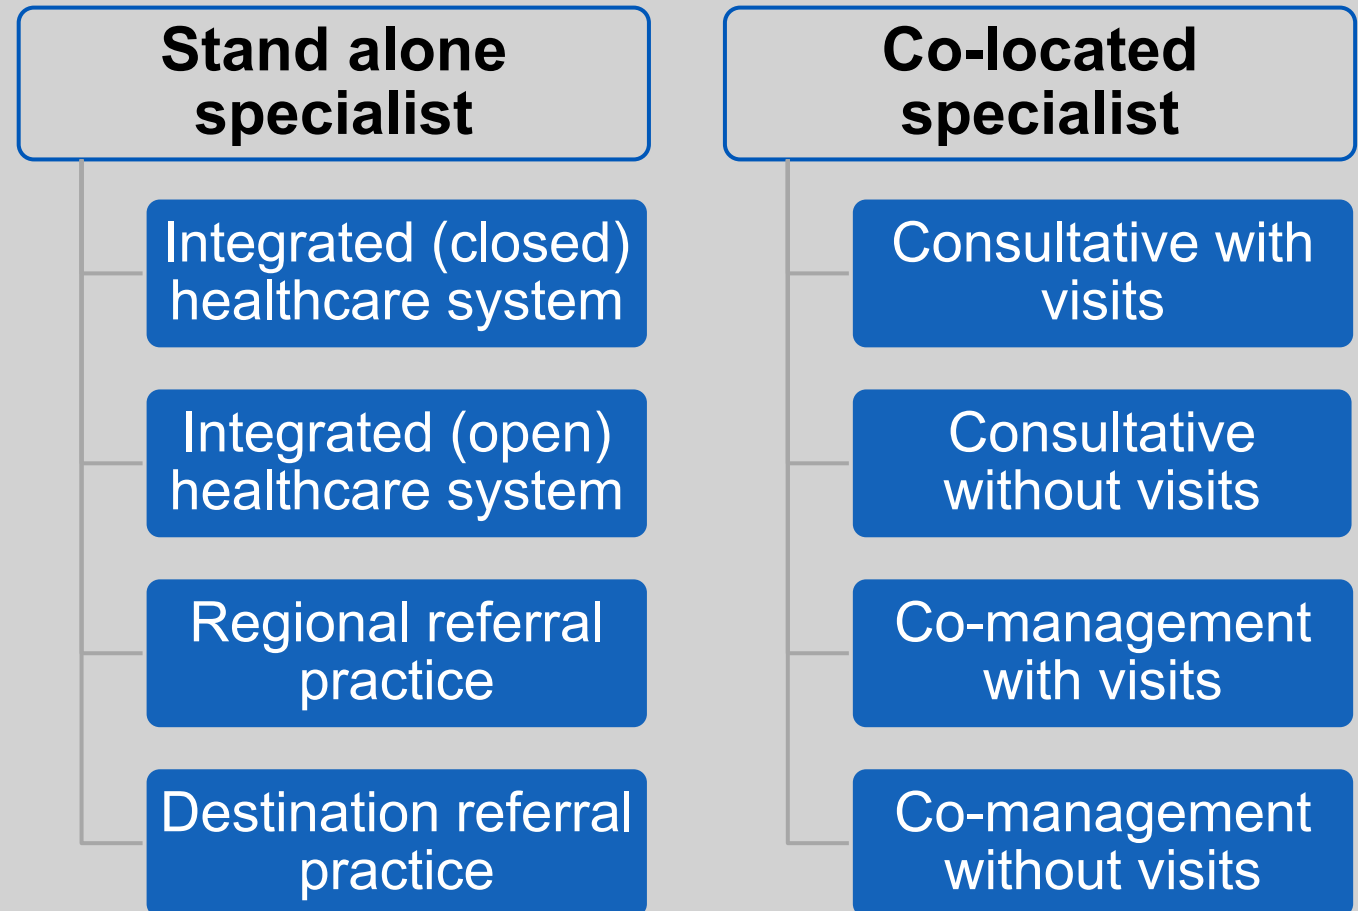 Stand alone
specialist
Integrated (closed)
healthcare system
Integrated (open)
healthcare system
Regional referral
practice
Destination referral
practice
Co-located
specialist
Consultative with
visits
Consultative
without visits
Co-management
with visits
Co-management
without visits